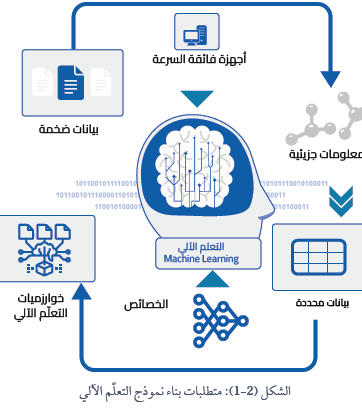 أجهزة فائقة السرعة
بيانات ضخمة
معلومات جزيئية
التعلم الآلي
Machine Learning
بيانات محددة
الخصائص
خوارزميات
التعلّم الآلي
الشكل (2-1): متطلبات بناء نموذج التعلّم الآلي